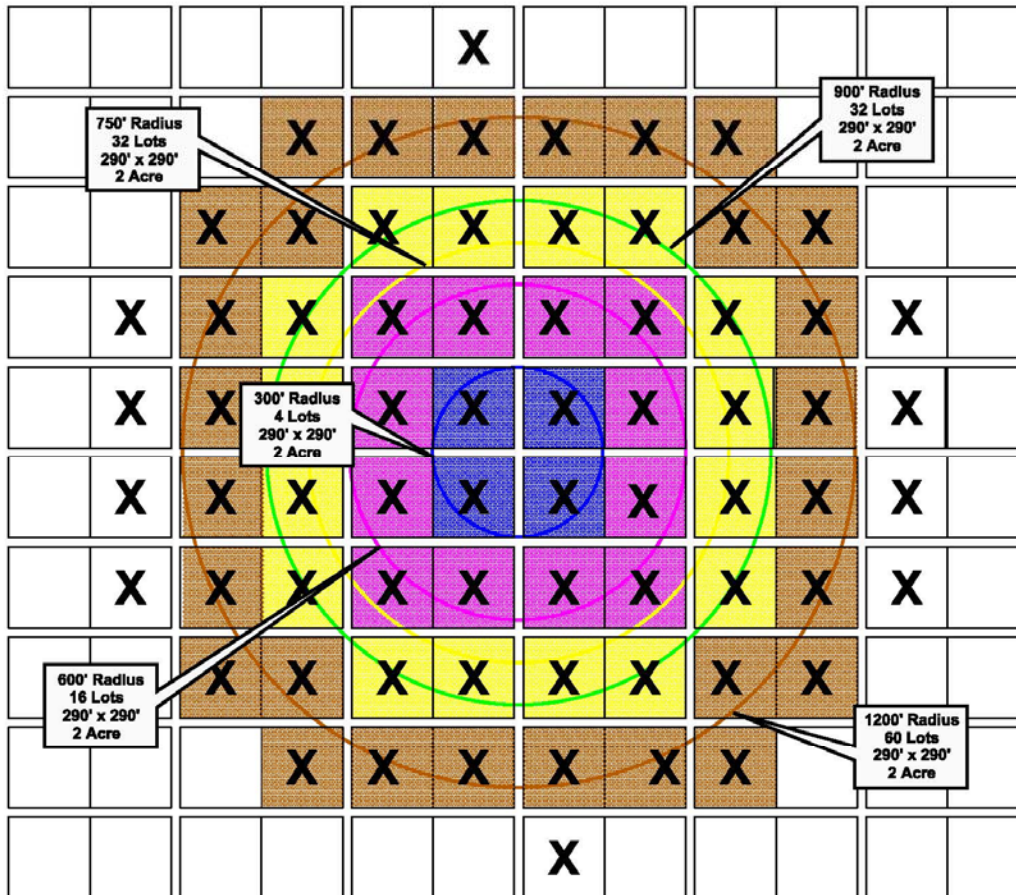 X
900' Radius
32 Lots
290' x 290'
2 Acre
750' Radius
32 Lots
290' x 290'
2 Acre
X X X X X X
X X X X X X X X
X X X X X X X X X X
300' Radius
4 Lots
290' x 290'
2 Acre
X X X X X X X X X
X X X X X X X X X X
X X X X X X X X X X
600' Radius
16 Lots
290' x 290'
2 Acre
X X X X X X X X
1200' Radius
60 Lots
290' x 290'
2 Acre
X X X X X X
X